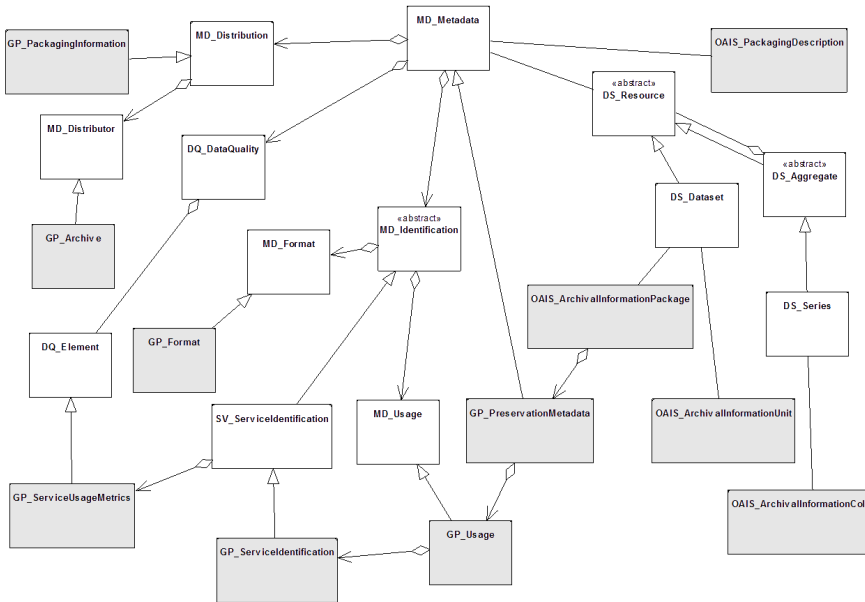 MD_Metadata
MD_Distribution
GP_PackagingInformation
OAIS_PackagingDescription
«abstract»
DS_Resource
MD_Distributor
DQ_DataQuality
«abstract»
DS_Aggregate
DS_Dataset
«abstract»
MD_Identification
GP_Archive
MD_Format
OAIS_ArchivalInformationPackage
DS_Series
GP_Format
DQ_Element
SV_ServiceIdentification
MD_Usage
GP_PreservationMetadata
OAIS_ArchivalInformationUnit
GP_ServiceUsageMetrics
OAIS_ArchivalInformationCol
GP_ServiceIdentification
GP_Usage